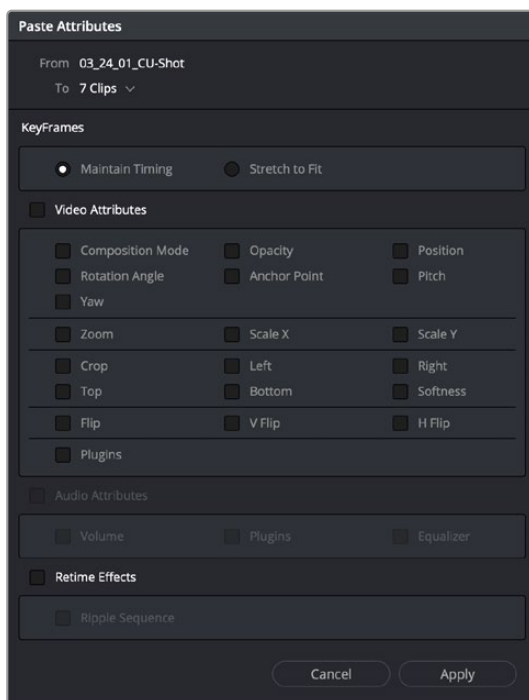 Paste Attributes
From 03_24_01_CU-Shot
To 7 Clips
KeyFrames
Maintain Timing Stretch to Fit
Video Attributes
Composition Mode Opacity Position
Rotation Angle Anchor Point Pitch
Yaw
Zoom Scale X Scale Y
Crop Left Right
Top Bottom Softness
Flip V Flip H Flip
Plugins
Audio Attributes
Volume Plugins Equalizer
Retime Effects
Ripple Sequence
Cancel Apply